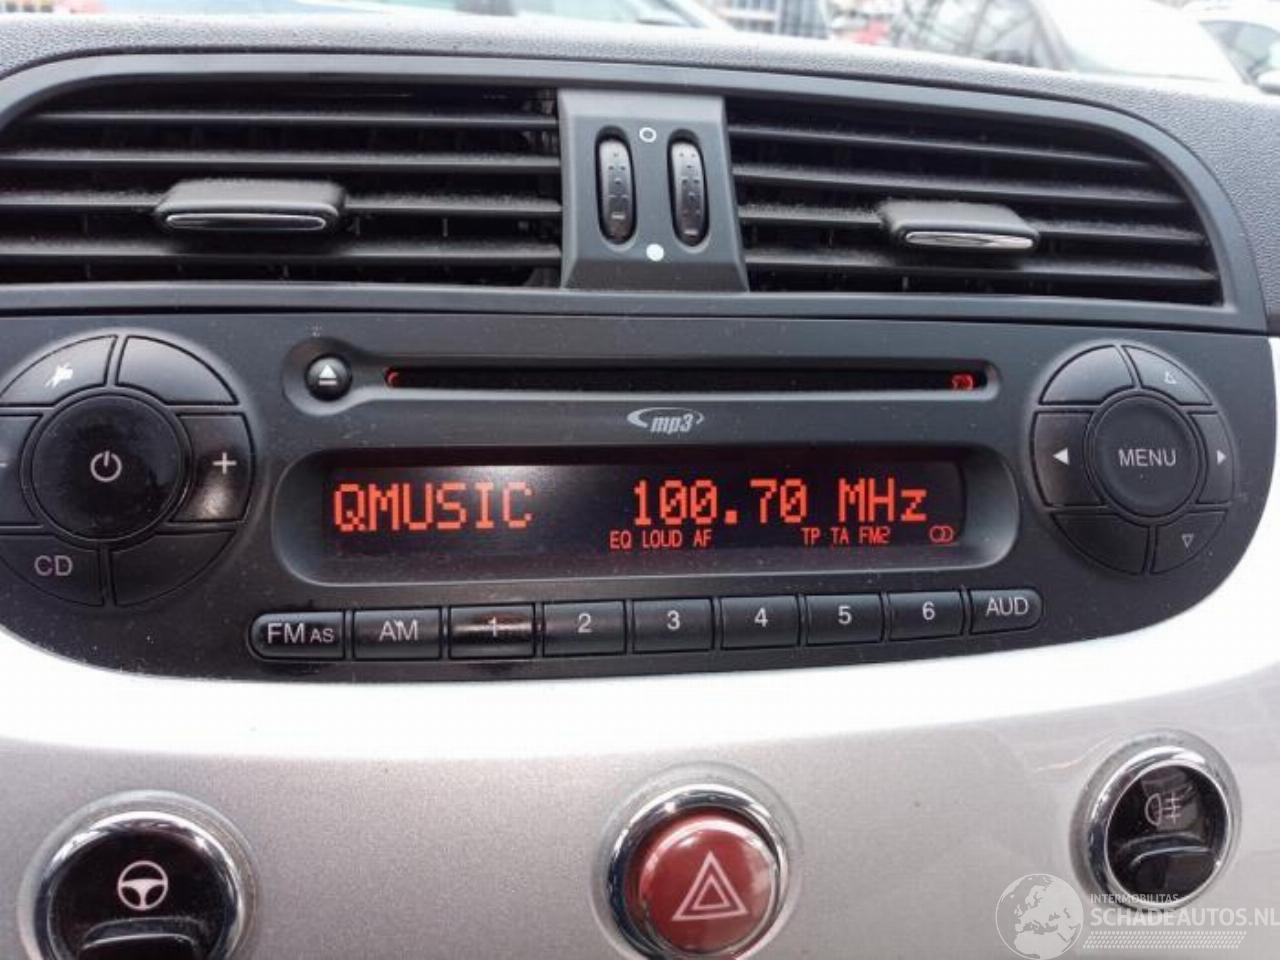 mp3
QMUSIC 100.70 MHz
EQ LOUD AF TP TA FM2
+ MENU
- CD
FM AS AM 1 2 3 4 5 6 AUD
INTERMOBILITAS
SCHADEAUTOS.NL